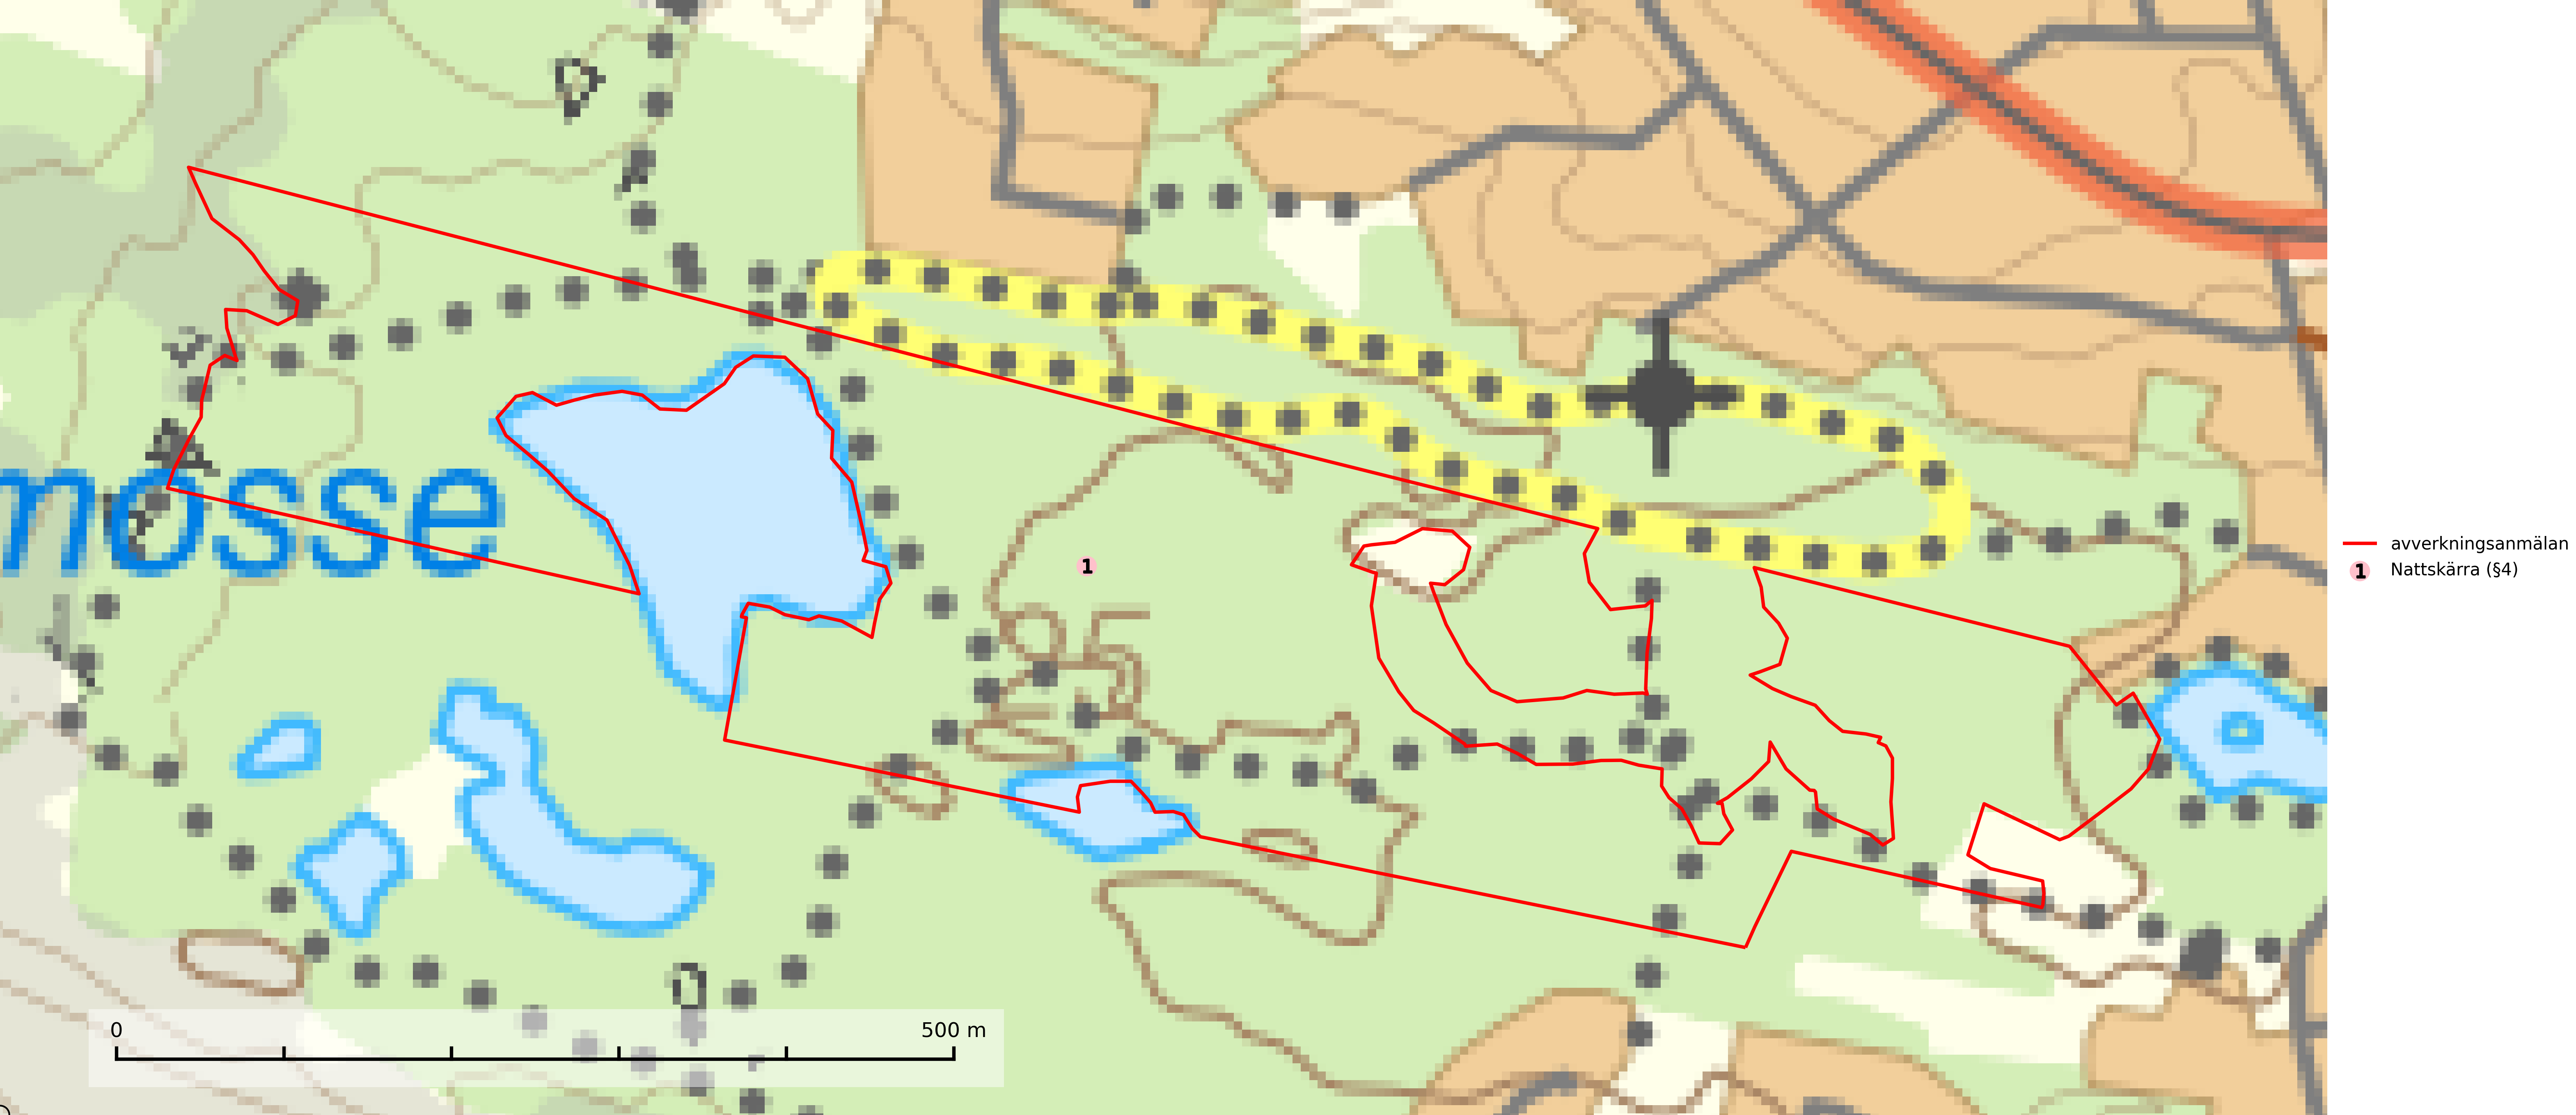 mosse
1
0 500 m
avverkningsanmälan
1 Nattskärra (§4)